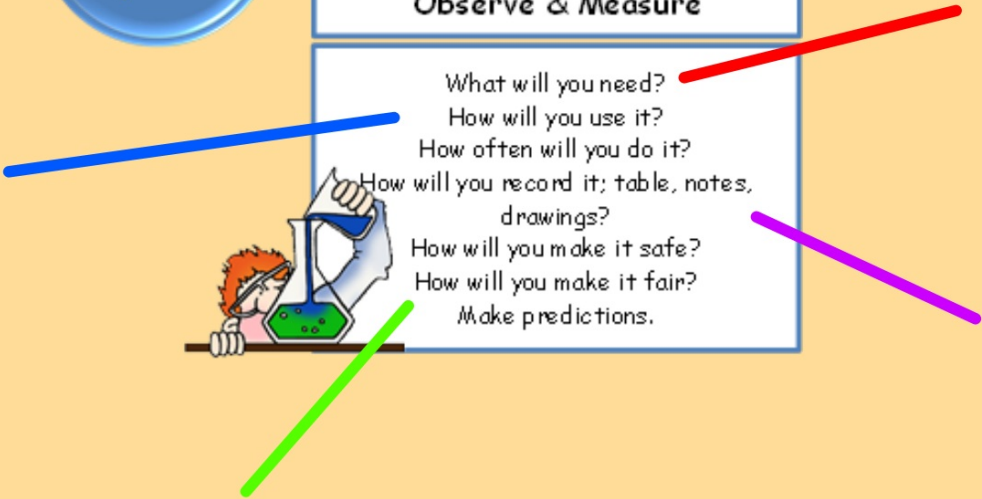 Observe & Measure
What will you need?
How will you use it?
How often will you do it?
How will you record it; table, notes,
drawings?
How will you make it safe?
How will you make it fair?
Make predictions.